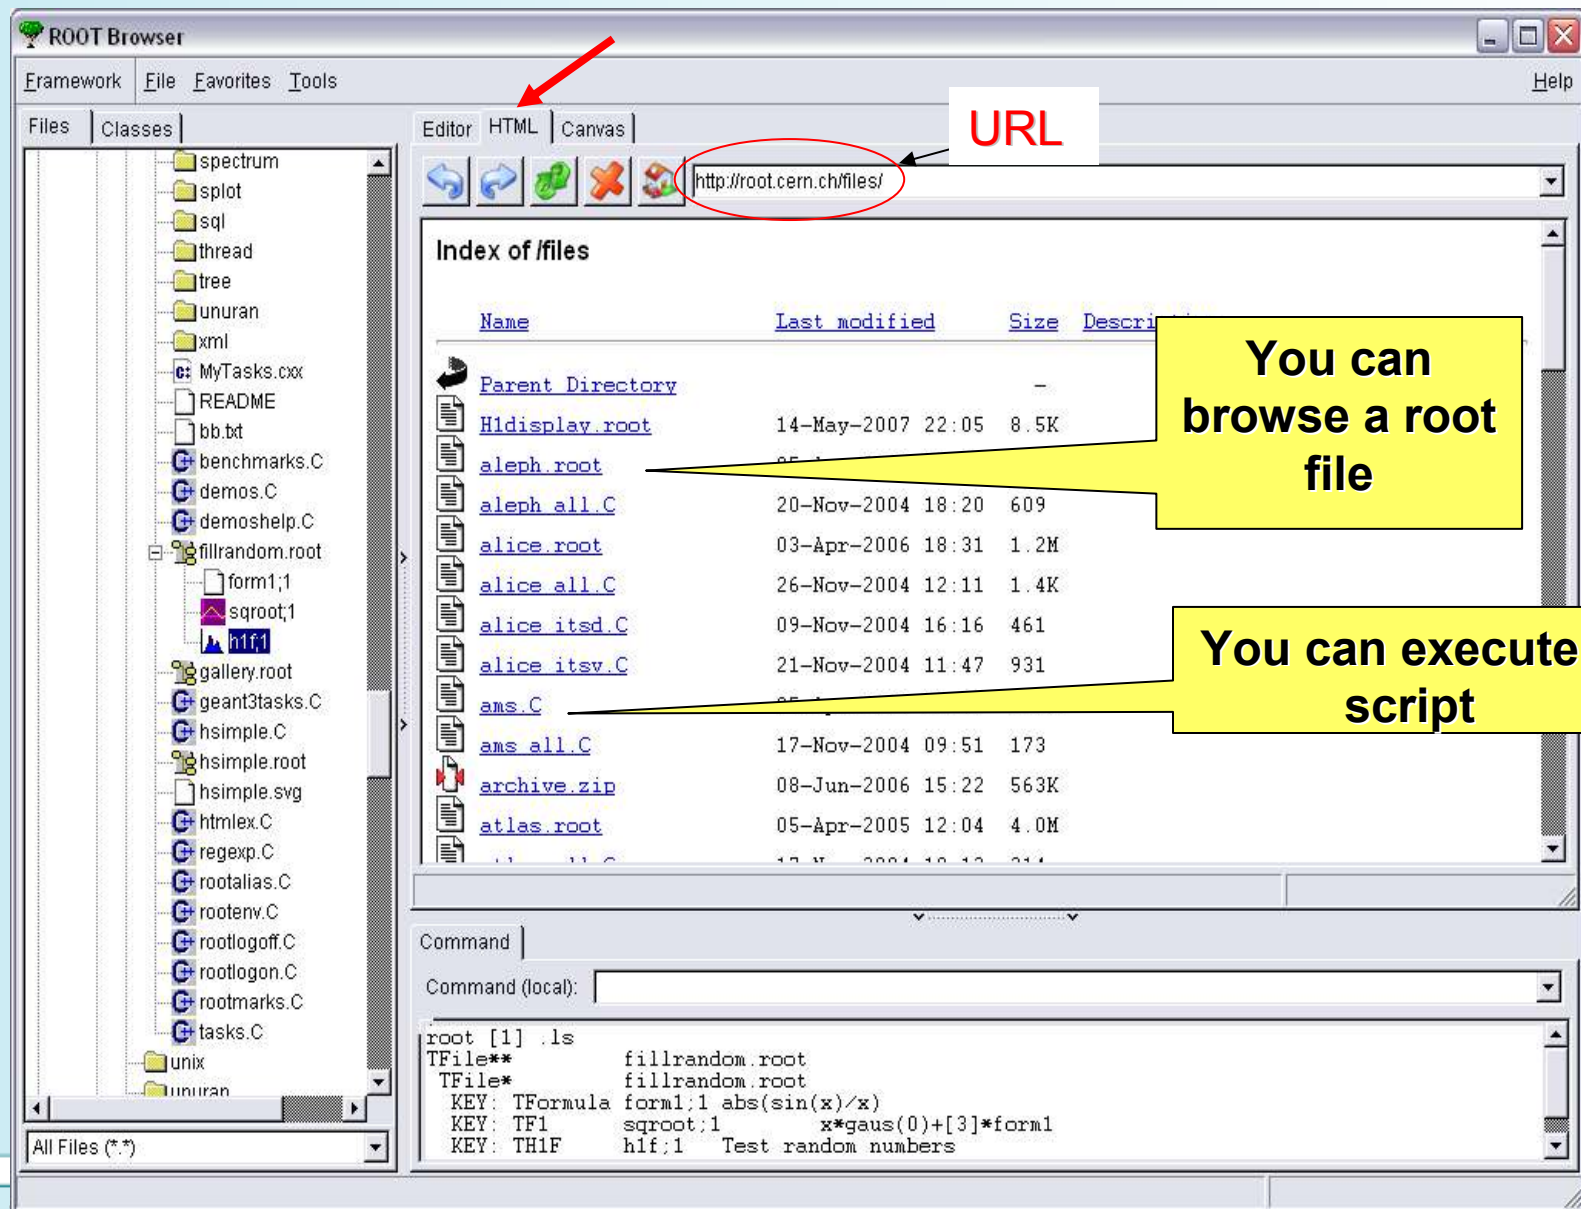 ROOT Browser
Framework File Favorites Tools Help
Files Classes
spectrum
splot
sql
thread
tree
unuran
xml
MyTasks.cxx
README
bb.txt
benchmarks.C
demos.C
demoshelp.C
fillrandom.root
form1;1
sqroot;1
h1f;1
gallery.root
geant3tasks.C
hsimple.C
hsimple.root
hsimple.svg
htmlex.C
regexp.C
rootalias.C
rootenv.C
rootlogoff.C
rootlogon.C
rootmarks.C
tasks.C
unix
unuran
All Files (*.*)
Editor HTML Canvas
URL
http://root.cern.ch/files/
Index of /files
Name Last modified Size
Parent Directory -
H1display.root 14-May-2007 22:05 8.5K
aleph.root
aleph_all.C 20-Nov-2004 18:20 609
alice.root 03-Apr-2006 18:31 1.2M
alice_all.C 26-Nov-2004 12:11 1.4K
alice_itsd.C 09-Nov-2004 16:16 461
alice_itsv.C 21-Nov-2004 11:47 931
ams.C
ams_all.C 17-Nov-2004 09:51 173
archive.zip 08-Jun-2006 15:22 563K
atlas.root 05-Apr-2005 12:04 4.0M
You can
browse a root
file
You can execute
script
Command
Command (local):
root [1] .ls
TFile** fillrandom.root
TFile* fillrandom.root
KEY: TFormula form1;1 abs(sin(x)/x)
KEY: TF1 sqroot;1 x*gaus(0)+[3]*form1
KEY: TH1F h1f;1 Test random numbers